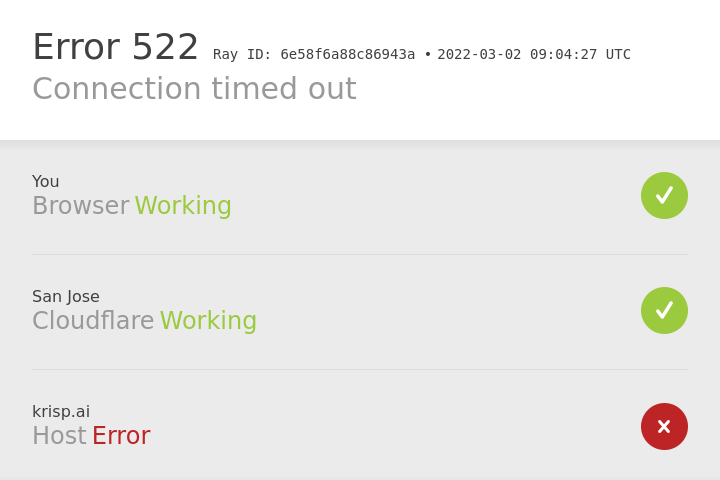 Error 522 Ray ID: 6e58f6a88c86943a • 2022-03-02 09:04:27 UTC
Connection timed out
You
Browser Working
San Jose
Cloudflare Working
krisp.ai
Host Error